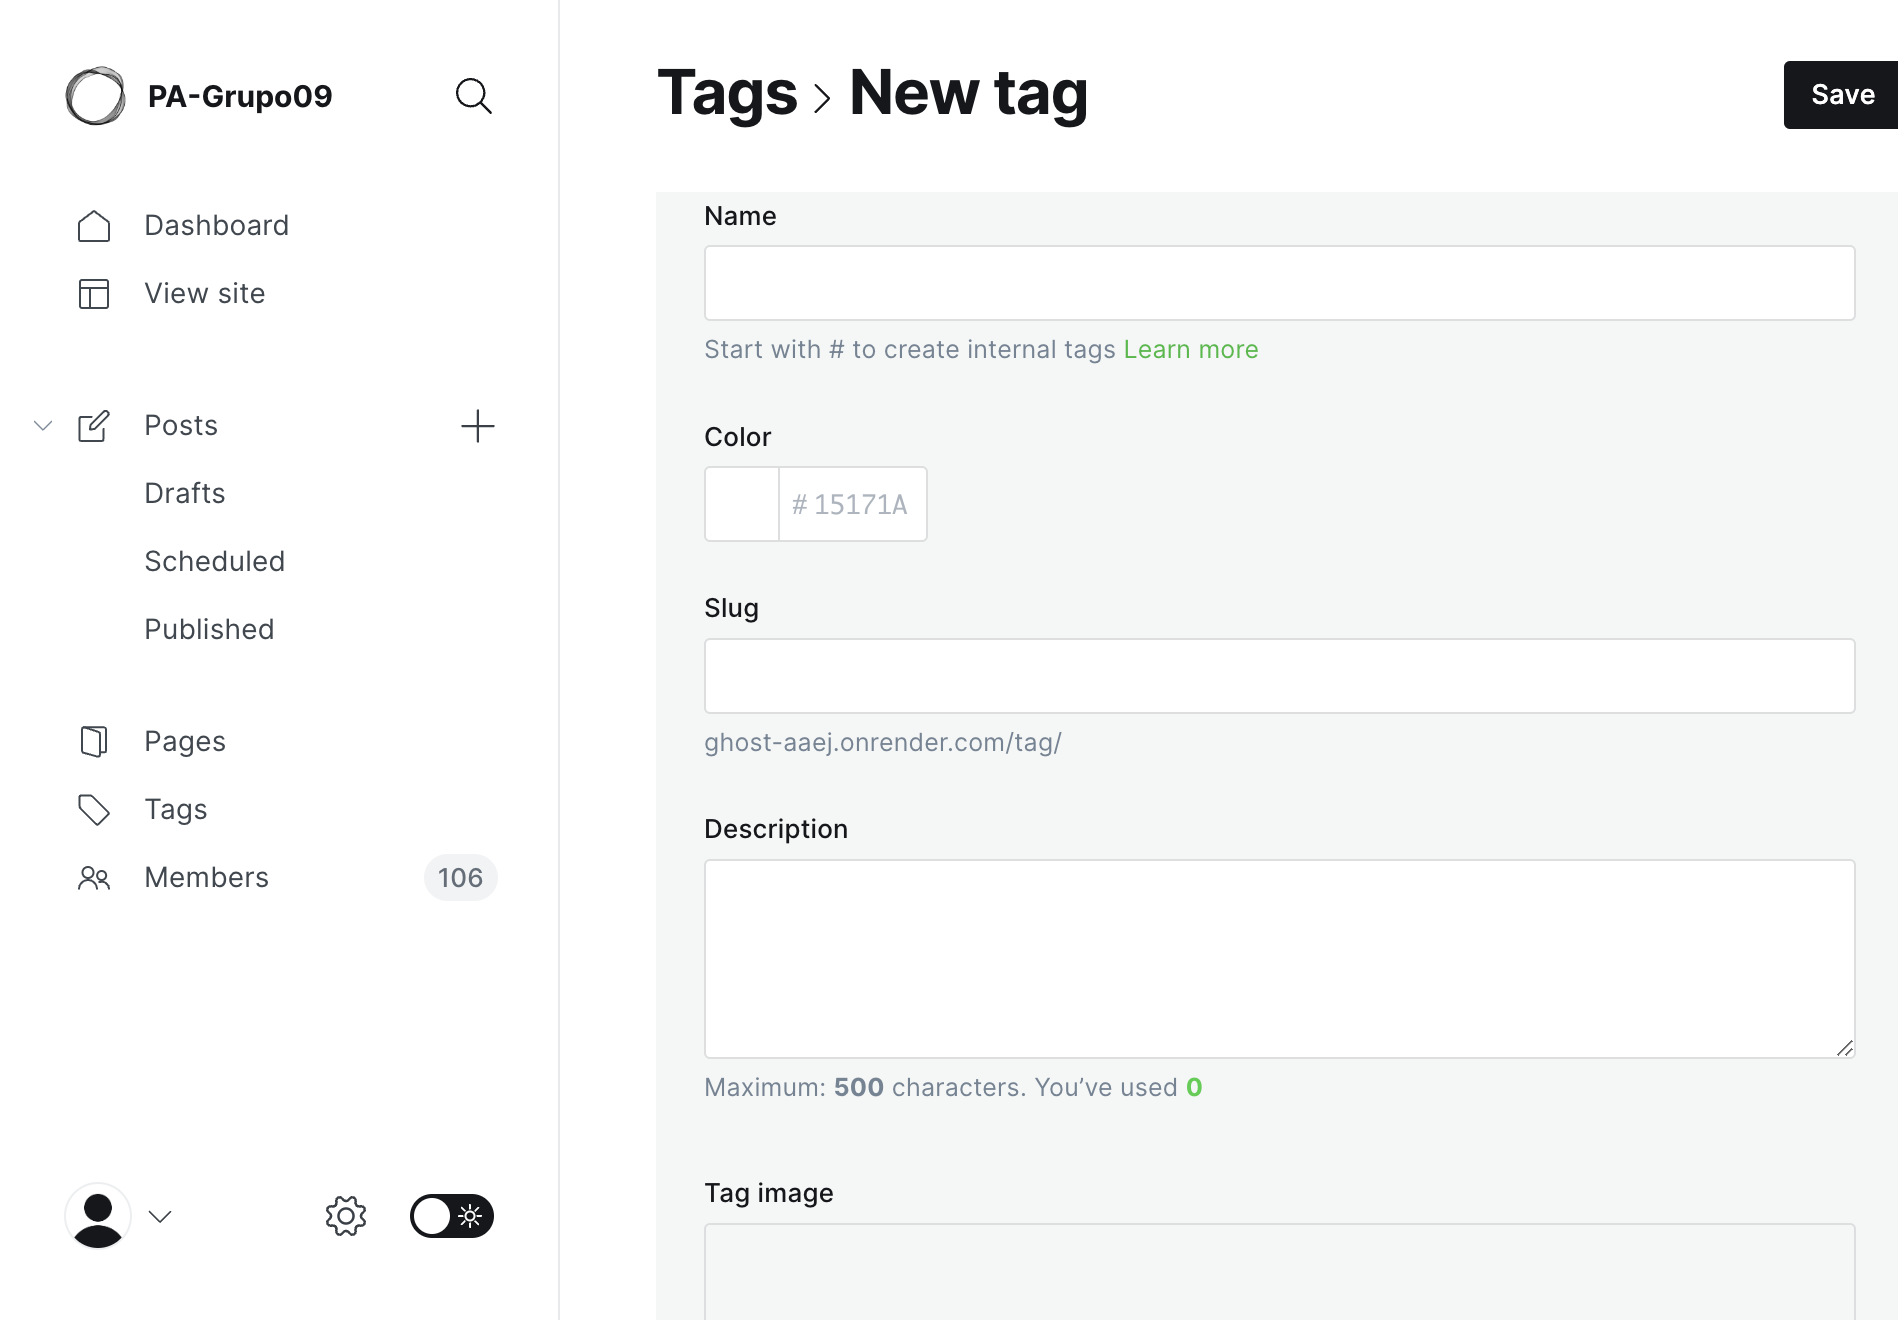 PA-Grupo09
Dashboard
View site
Posts
Drafts
Scheduled
Published
Pages
Tags
Members 106
Tags > New tag
Save
Name
Start with # to create internal tags Learn more
Color
# 15171A
Slug
ghost-aaej.onrender.com/tag/
Description
Maximum: 500 characters. You’ve used 0
Tag image